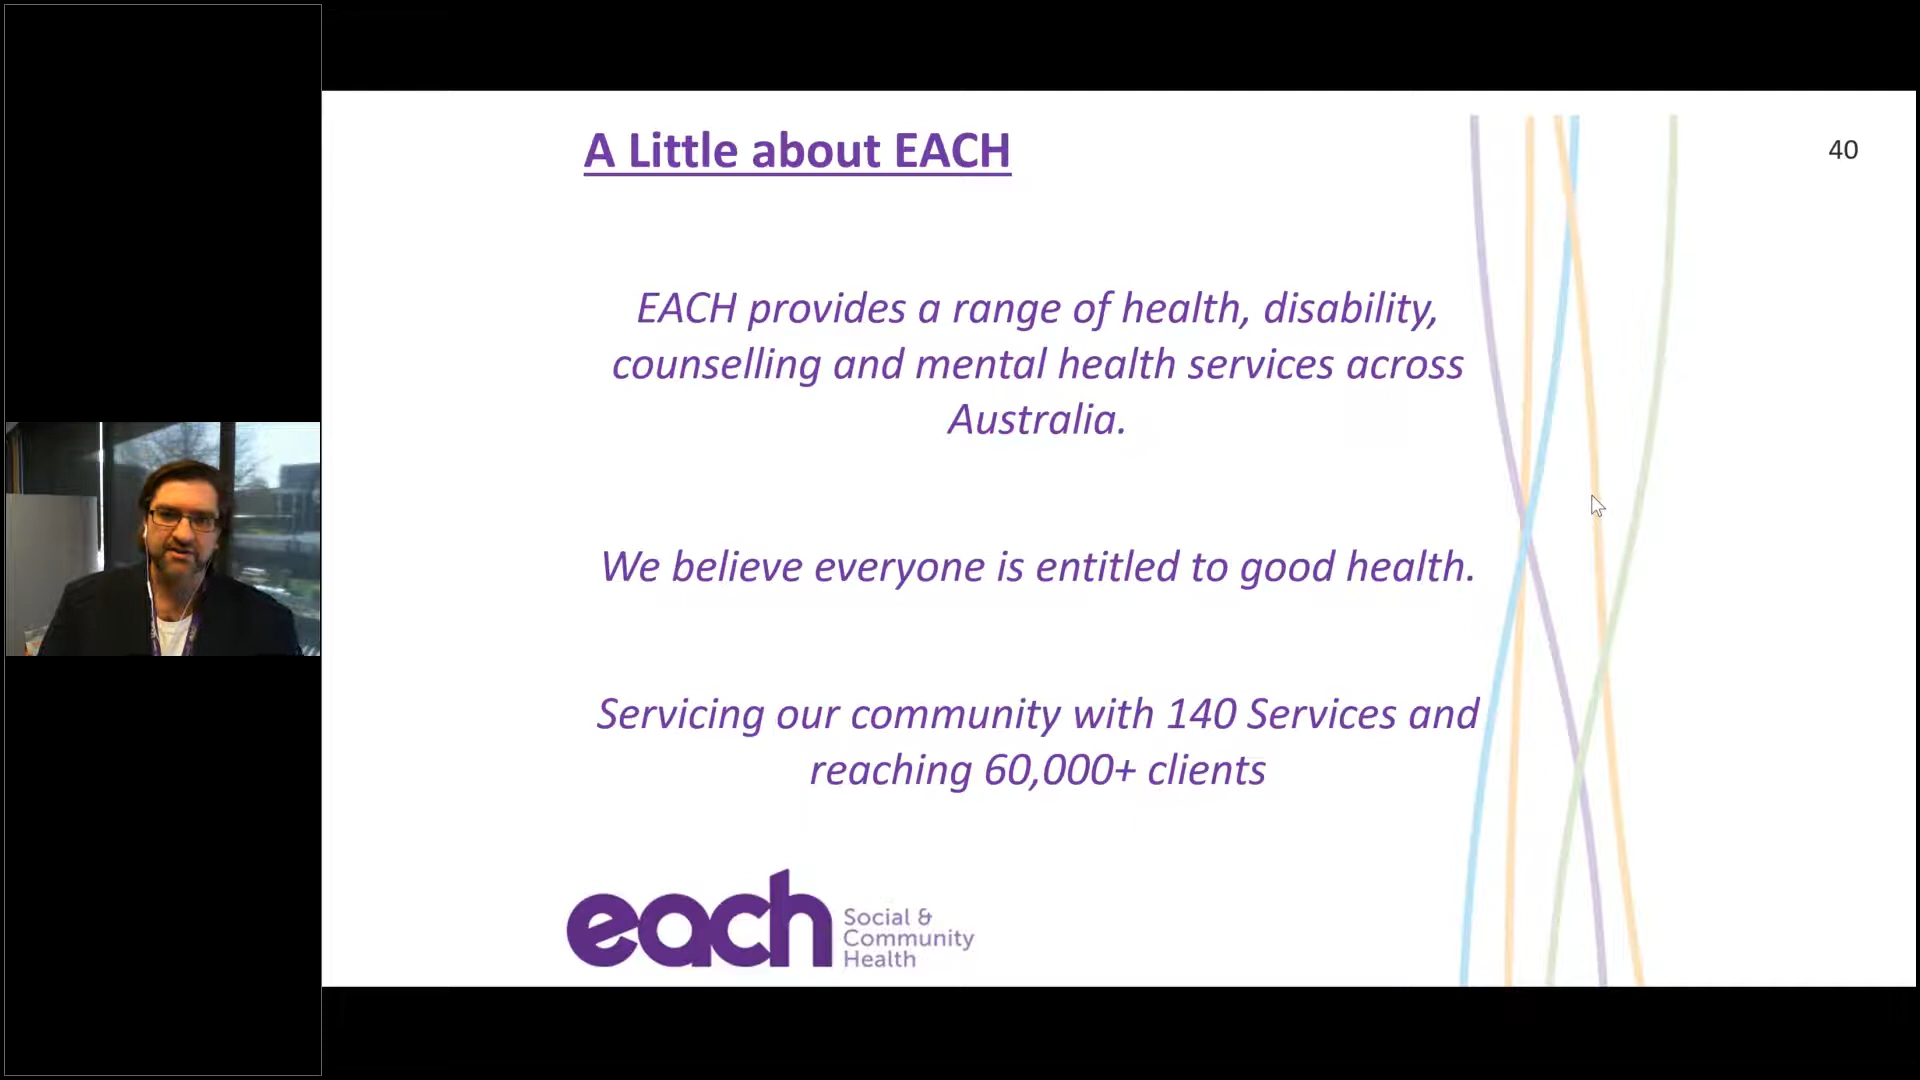 A Little about EACH
40
EACH provides a range of health, disability,
counselling and mental health services across
Australia.
We believe everyone is entitled to good health.
Servicing our community with 140 Services and
reaching 60,000+ clients
each
Social &
Community
Health